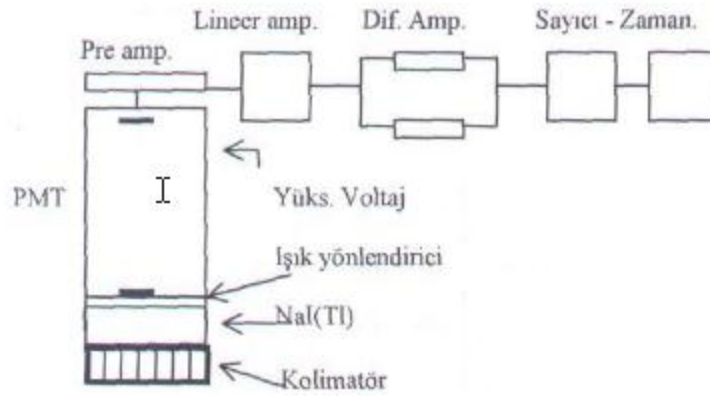 Lineer amp. Dif. Amp. Sayıcı - Zaman.
Pre amp.
PMT
Yüks. Voltaj
Işık yönlendirici
NaI(Tl)
Kolimatör